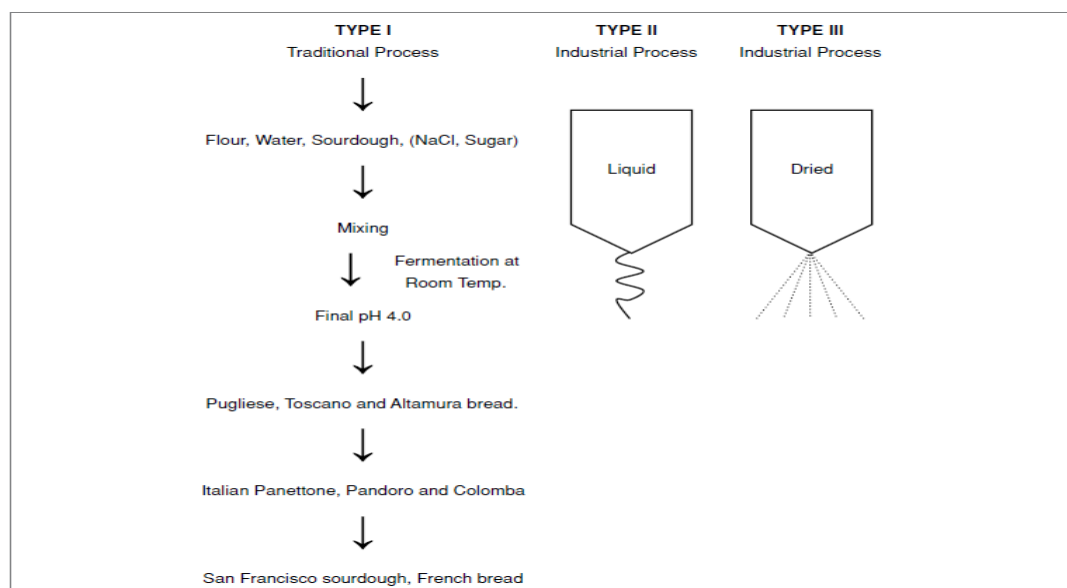 TYPE I
Traditional Process
Flour, Water, Sourdough, (NaCl, Sugar)
Mixing
Fermentation at
Room Temp.
Final pH 4.0
Pugliese, Toscano and Altamura bread.
Italian Panettone, Pandoro and Colomba
San Francisco sourdough, French bread
TYPE II
Industrial Process
Liquid
TYPE III
Industrial Process
Dried